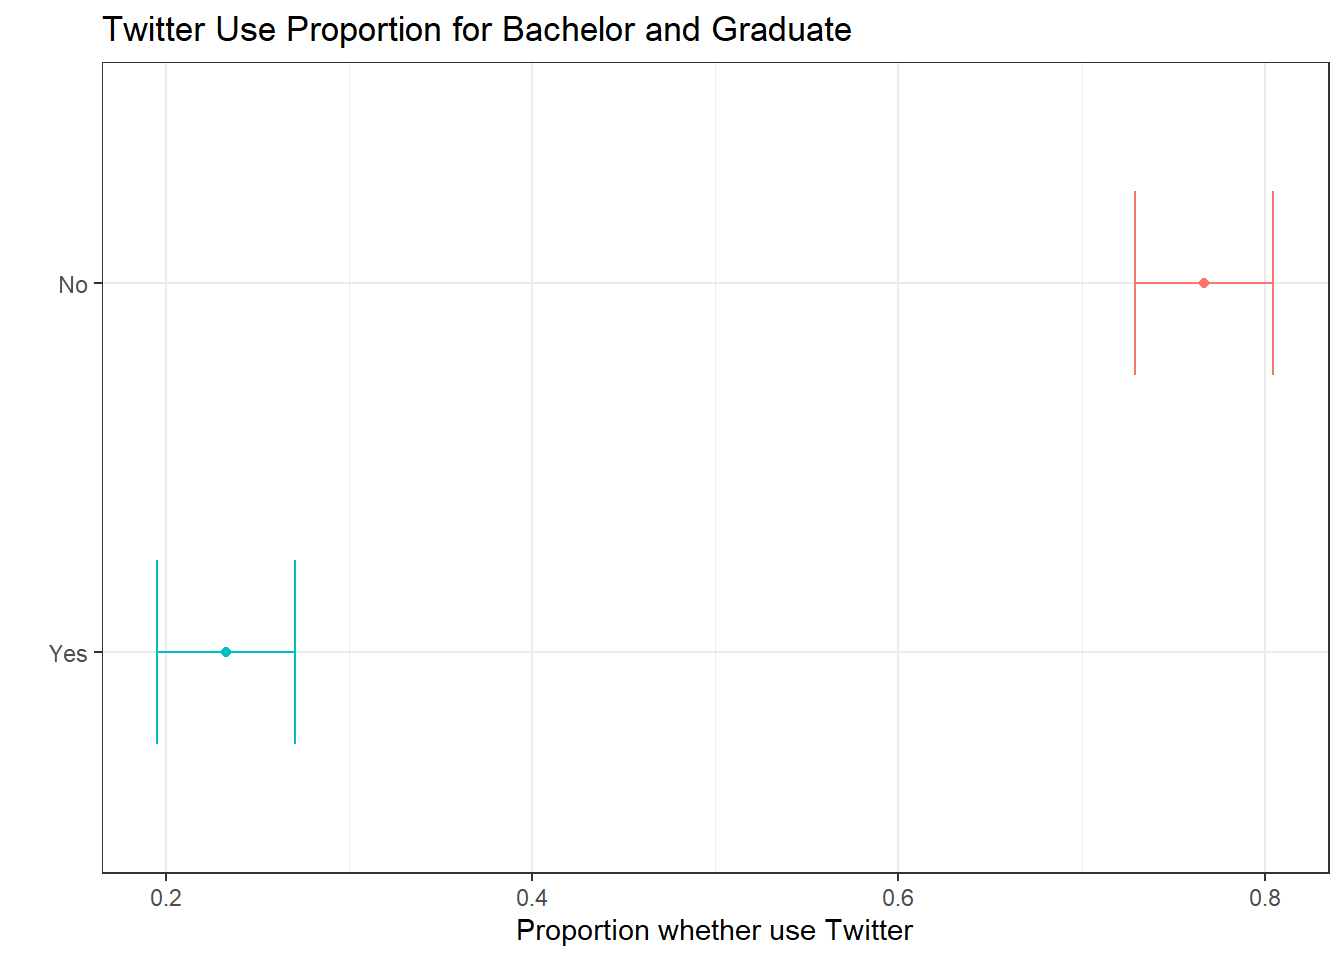 Twitter Use Proportion for Bachelor and Graduate
No
Yes
0.2 0.4 0.6 0.8
Proportion whether use Twitter